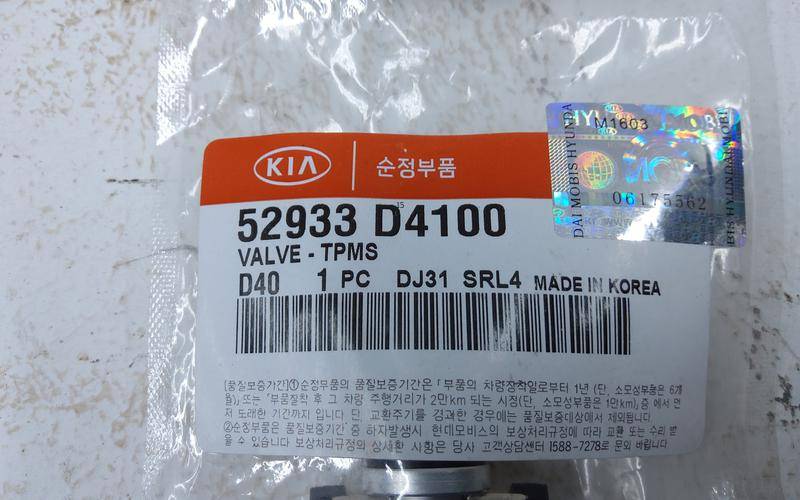 KIA 순정부품
52933 D4100
VALVE - TPMS
D40 1 PC DJ31 SRL4 MADE IN KOREA
[품질보증기간]①순정부품의 품질보증기간은「부품의 차량장착일로부터 1년 (단, 소모성부품은 6개
월)」또는「부품장착 후 그 차량 주행거리가 2만km 되는 시점(단, 소모성부품은 1만km)」중에서 먼
저 도래한 기간까지 입니다. 단, 교환주기를 경과한 경우에는 품질보증대상에서 제외됩니다.
②순정부품은 품질보증기간 중 하자발생시 현대모비스의 보상처리규정에 따라 교환 또는 수리 받
을 수 있습니다 보상처리규정의 상세한 사항은 당사 고객상담센터 1588-7278로 문의 바랍니다
M1603
06175562
DAI MOBIS HYUNDA
BIS HYUNDAI MOBI